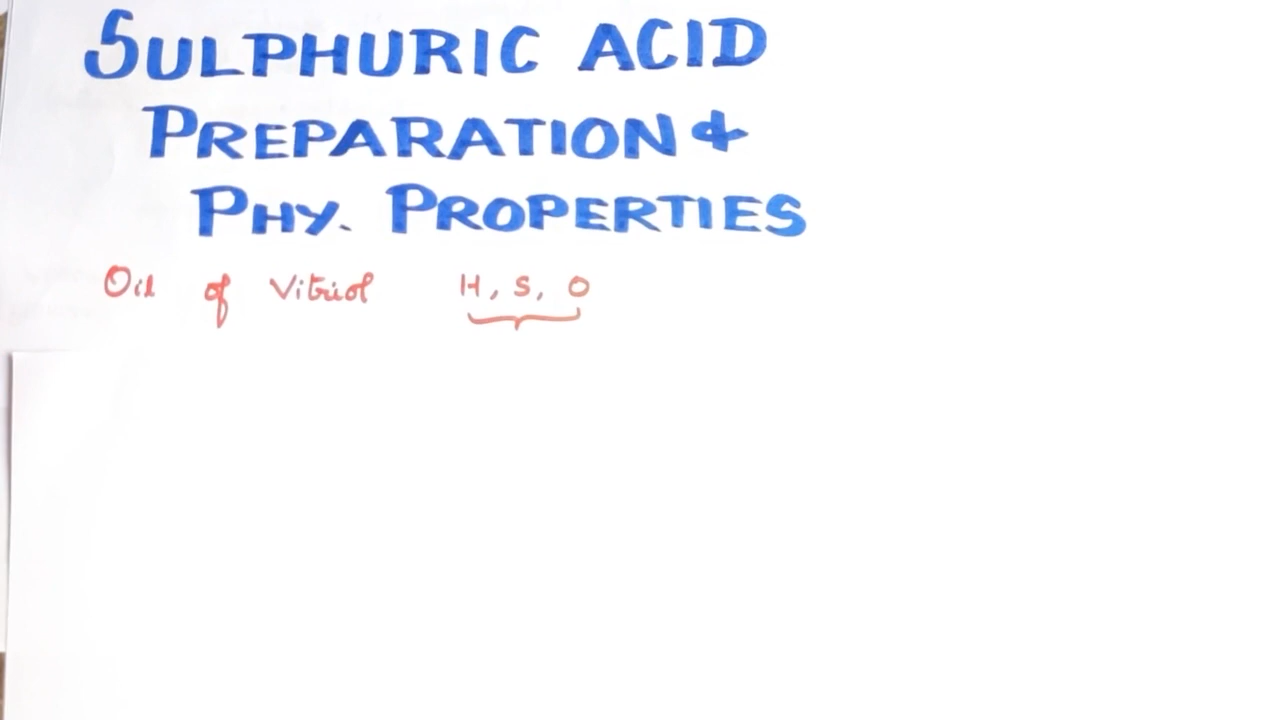 SULPHURIC ACID
PREPARATION &
PHY. PROPERTIES
Oil of Vitriol H, S, O